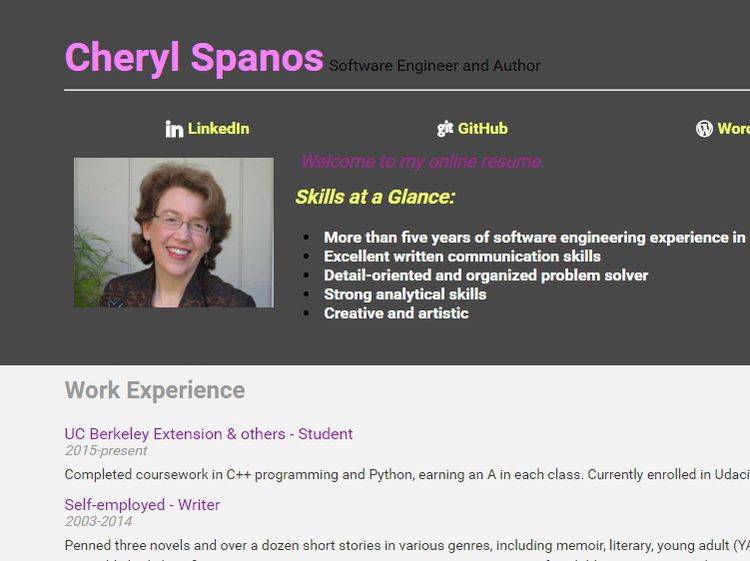 Cheryl Spanos Software Engineer and Author
LinkedIn GitHub
Welcome to my online resume.
Skills at a Glance:
More than five years of software engineering experience in
Excellent written communication skills
Detail-oriented and organized problem solver
Strong analytical skills
Creative and artistic
Work Experience
UC Berkeley Extension & others - Student
2015-present
Completed coursework in C++ programming and Python, earning an A in each class. Currently enrolled in
Self-employed - Writer
2003-2014
Penned three novels and over a dozen short stories in various genres, including memoir, literary, young adult